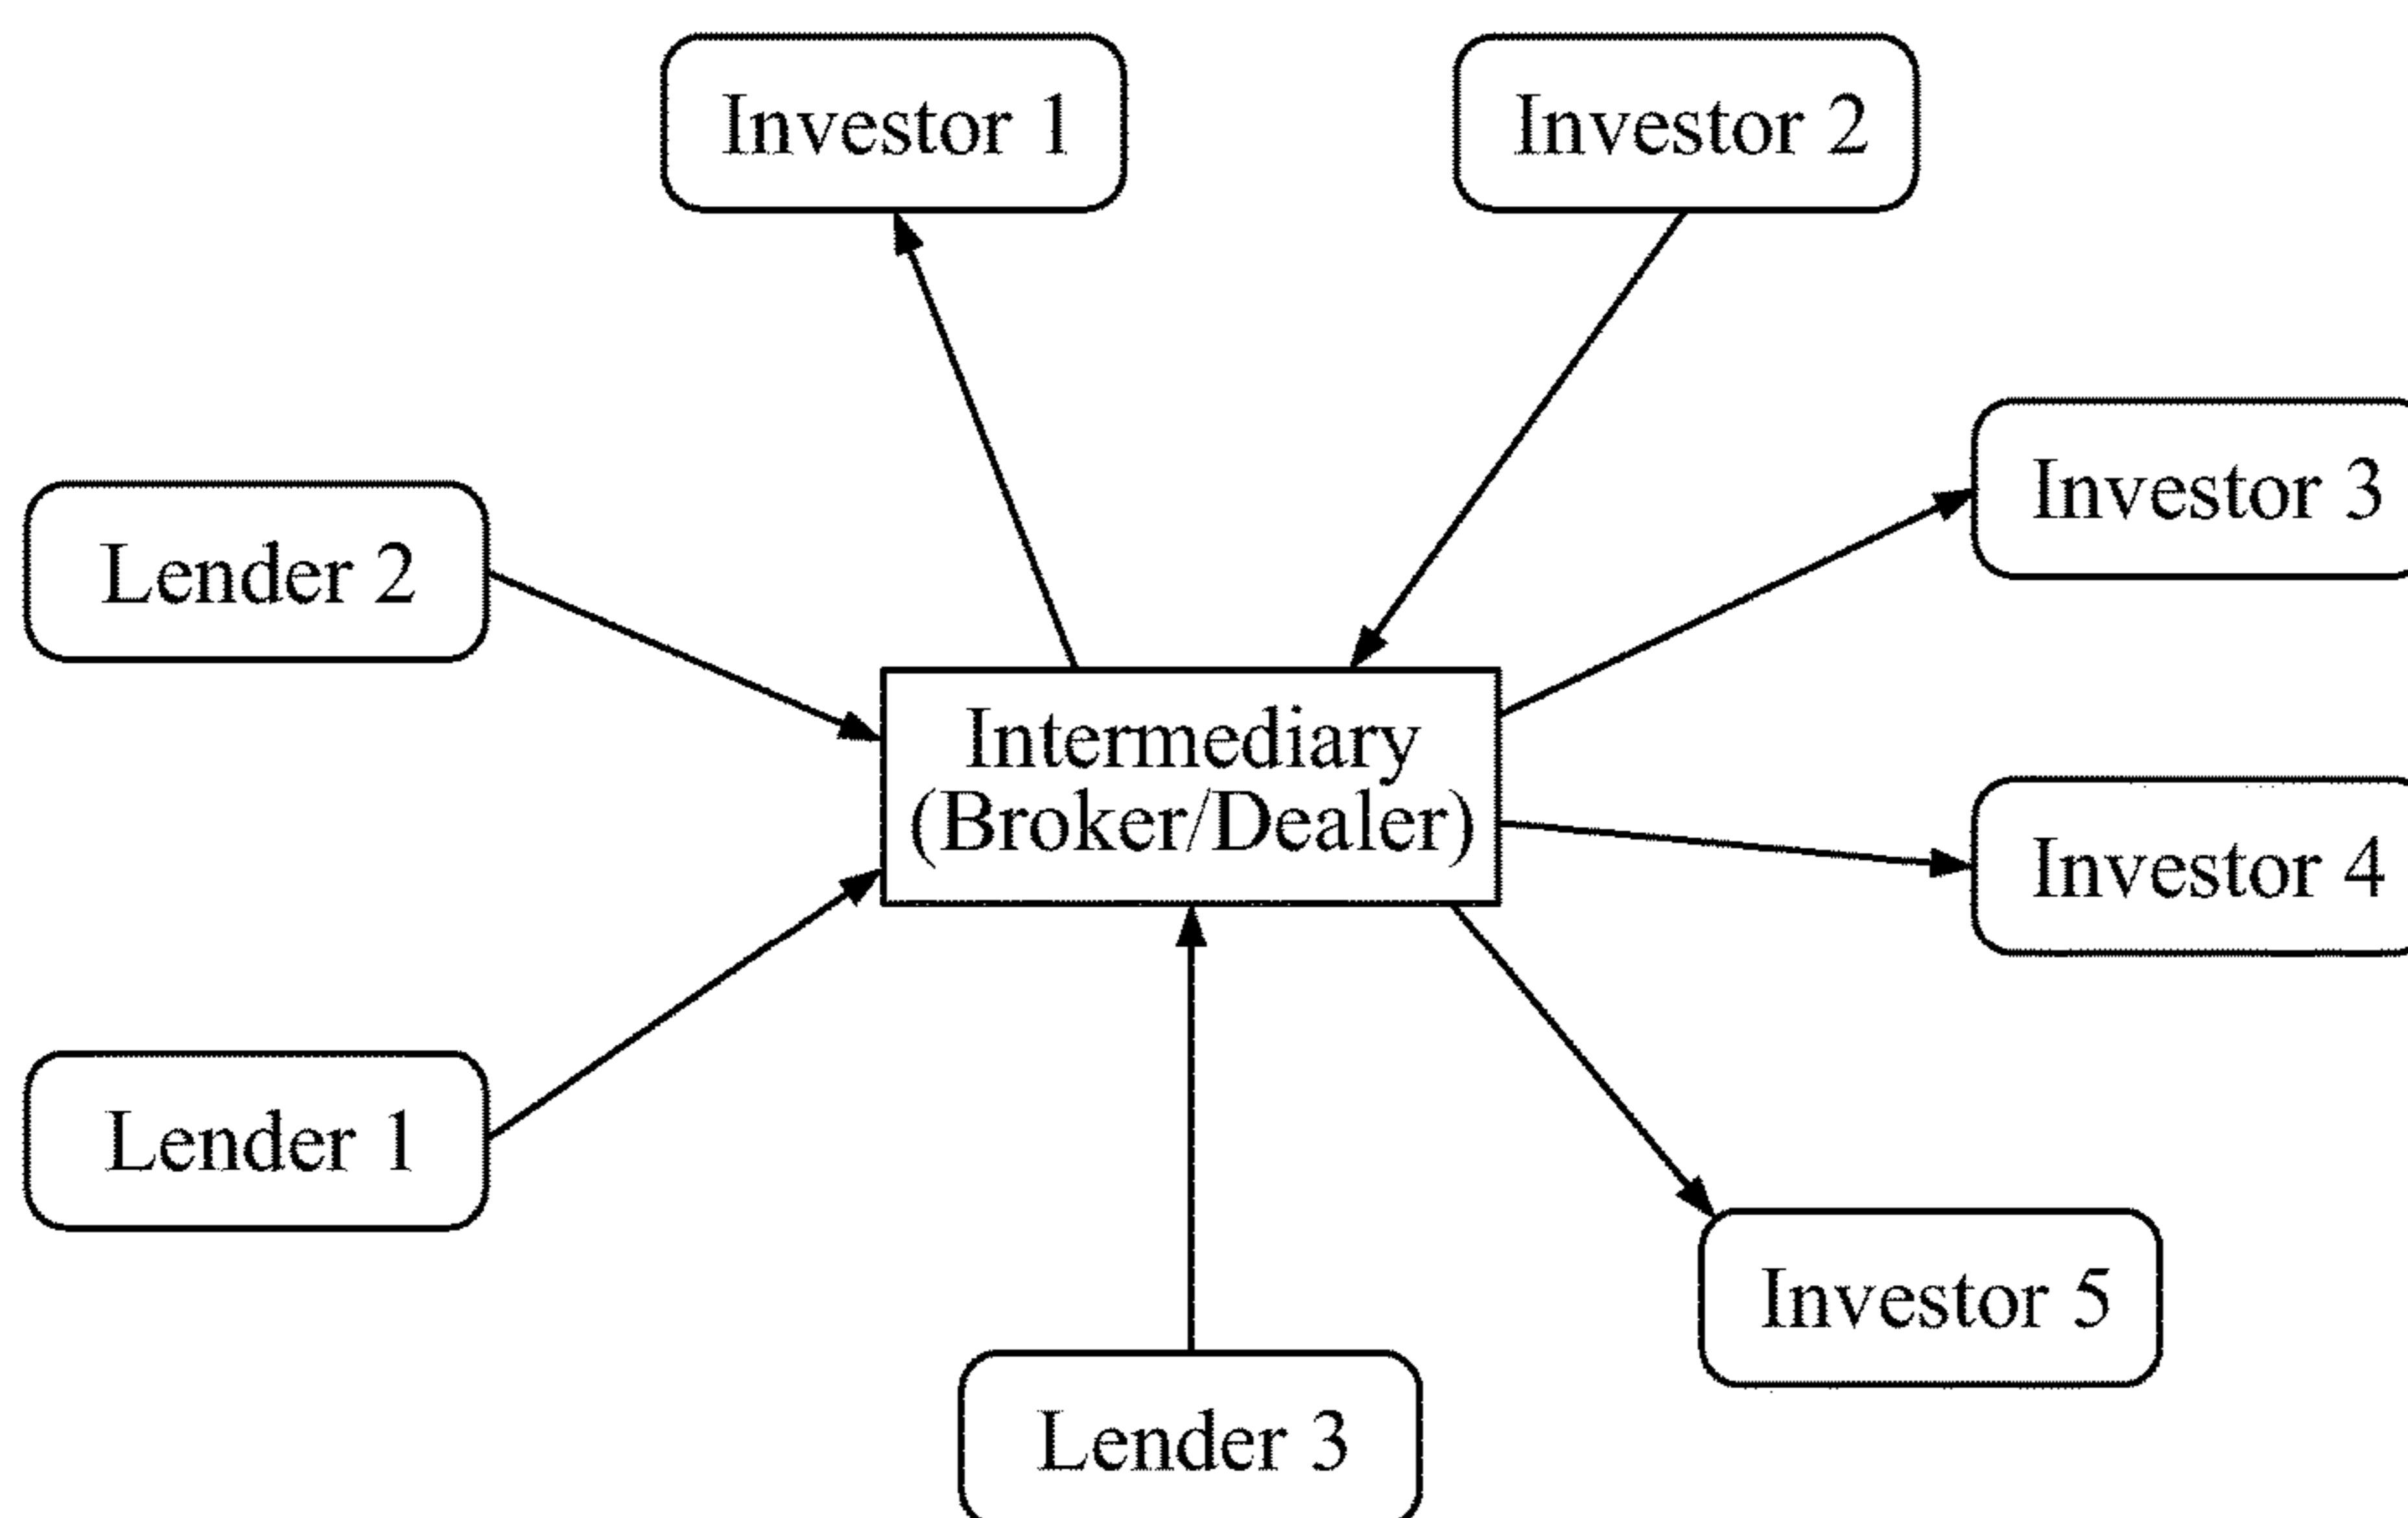 Investor 1
Investor 2
Investor 3
Lender 2
Intermediary
(Broker/Dealer)
Investor 4
Lender 1
Investor 5
Lender 3